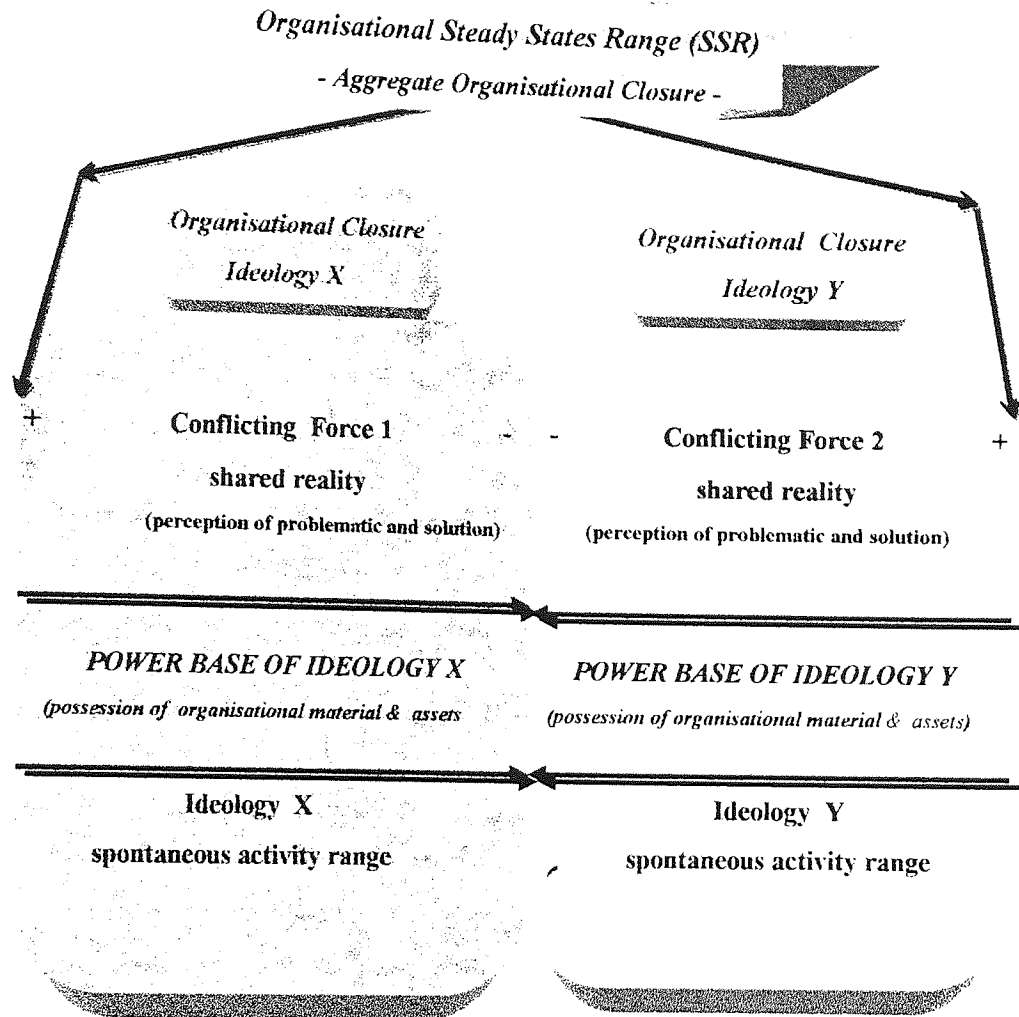 Organisational Steady States Range (SSR)
- Aggregate Organisational Closure -
Organisational Closure
Ideology X
Organisational Closure
Ideology Y
+
Conflicting Force 1
-
-
Conflicting Force 2
+
shared reality
(perception of problematic and solution)
shared reality
(perception of problematic and solution)
POWER BASE OF IDEOLOGY X
(possession of organisational material & assets
POWER BASE OF IDEOLOGY Y
(possession of organisational material & assets)
Ideology X
spontaneous activity range
Ideology Y
spontaneous activity range